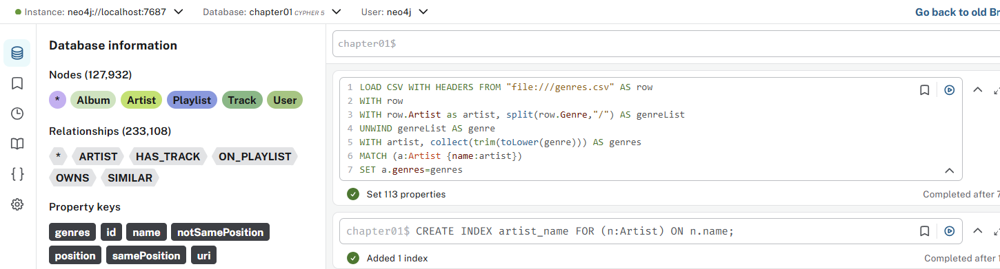 Instance: neo4j://localhost:7687 Database: chapter01 CYPHER 5 User: neo4j Go back to old
Database information
Nodes (127,932)
* Album Artist Playlist Track User
Relationships (233,108)
* ARTIST HAS_TRACK ON_PLAYLIST
OWNS SIMILAR
Property keys
genres id name notSamePosition
position samePosition uri
chapter01$
1 LOAD CSV WITH HEADERS FROM "file:///genres.csv" AS row
2 WITH row
3 WITH row.Artist as artist, split(row.Genre,"/") AS genreList
4 UNWIND genreList AS genre
5 WITH artist, collect(trim(toLower(genre))) AS genres
6 MATCH (a:Artist {name:artist})
7 SET a.genres=genres
Set 113 properties Completed after 7
chapter01$ CREATE INDEX artist_name FOR (n:Artist) ON n.name;
Added 1 index Completed after 1